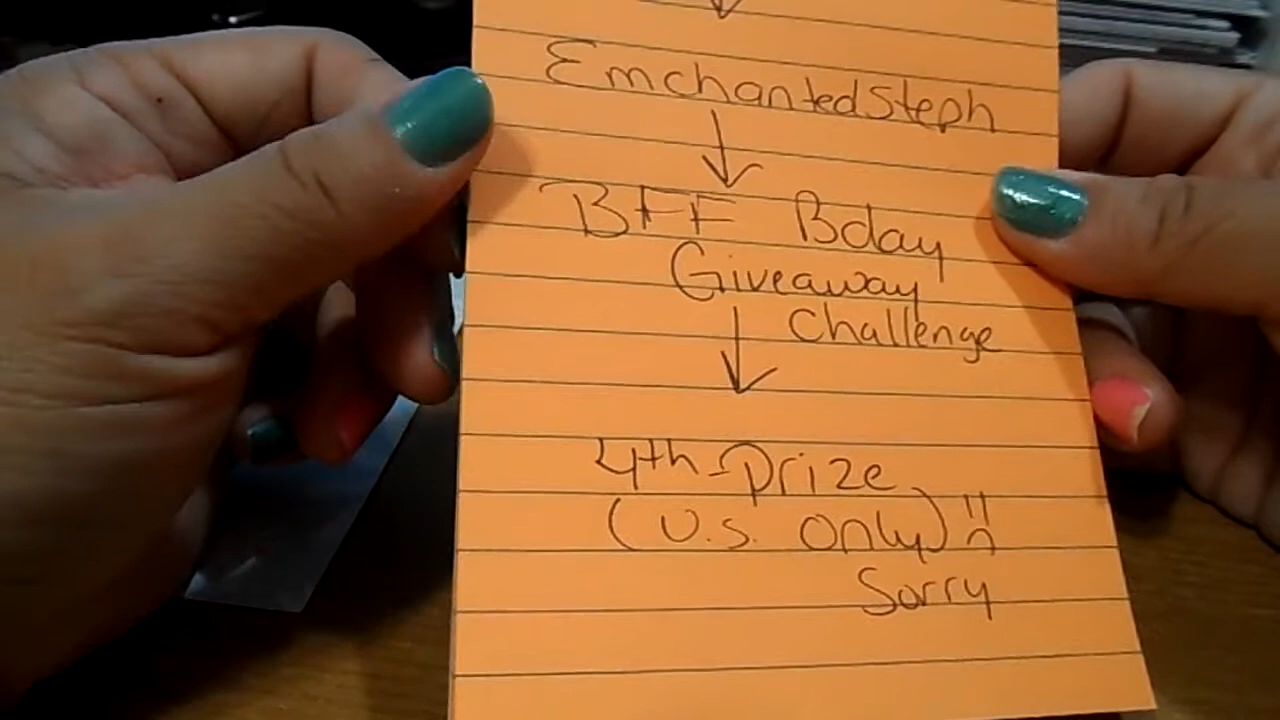 EmchantedSteph
BFF Bday
Giveaway
Challenge
4th-Prize
(U.S. only)
Sorry